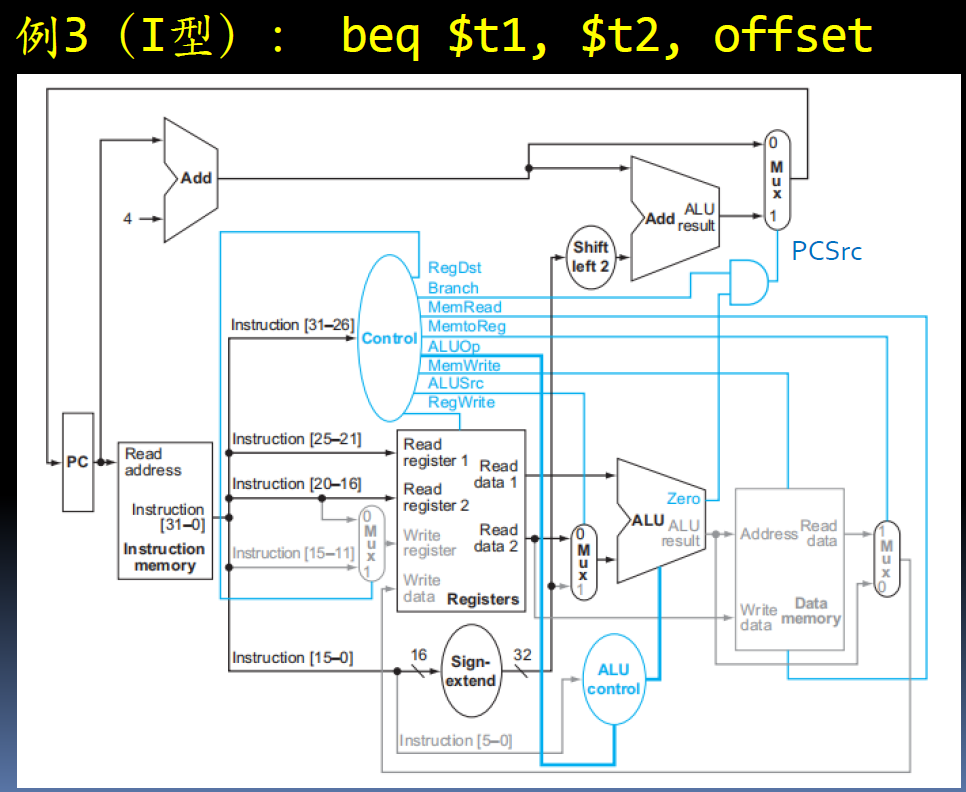 例3（I型）： beq $t1, $t2, offset
Add
4
Shift
left 2
Add
ALU
result
0
Mux
1
PCSrc
RegDst
Branch
MemRead
MemtoReg
ALUOp
MemWrite
ALUSrc
RegWrite
Control
Instruction [31–26]
Instruction [25–21]
Instruction [20–16]
Instruction [15–11]
Instruction [15–0]
Instruction [5–0]
PC
Read
address
Instruction
[31–0]
Instruction
memory
0
Mux
1
Read
register 1
Read
register 2
Write
register
Write
data
Read
data 1
Read
data 2
Registers
16
Sign-
extend
32
0
Mux
1
Zero
ALU
ALU
result
ALU
control
Address
Read
data
Write
data
Data
memory
1
Mux
0